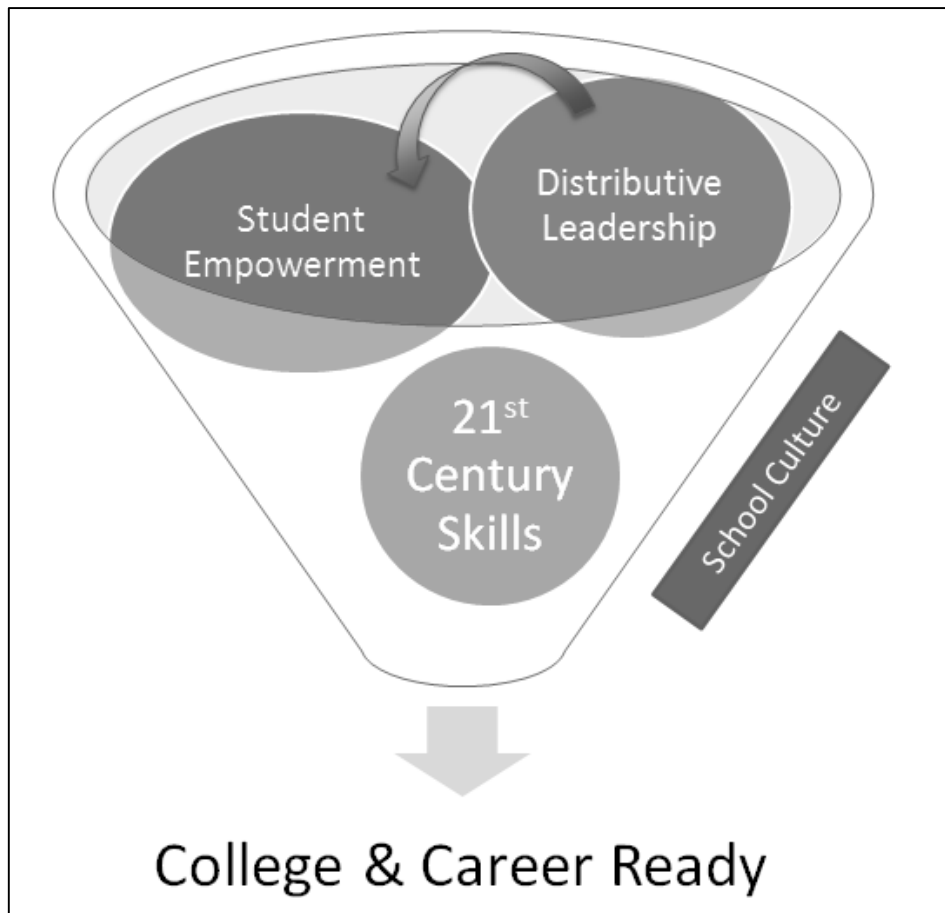 Distributive
Leadership
Student
Empowerment
21st
Century
Skills
School Culture
College & Career Ready